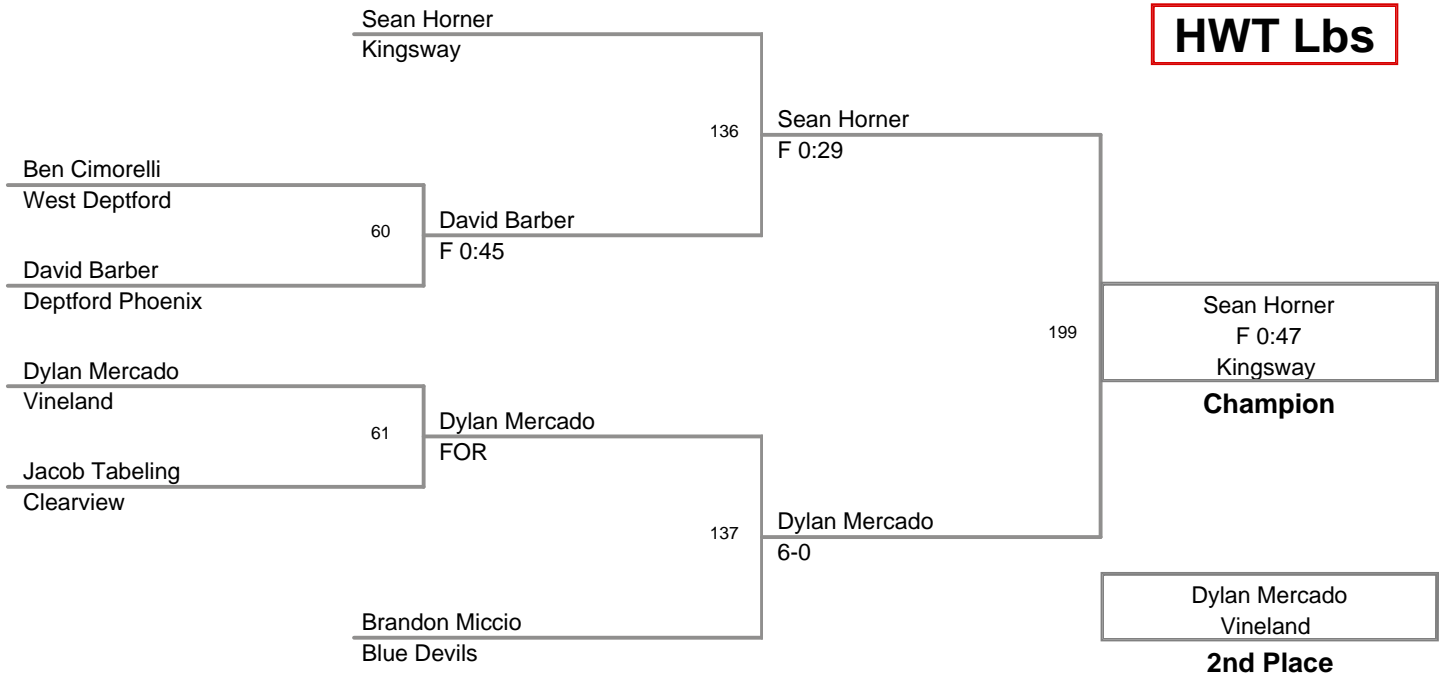 Sean Horner
Kingsway
HWT Lbs
136
Sean Horner
F 0:29
Ben Cimorelli
West Deptford
60
David Barber
F 0:45
David Barber
Deptford Phoenix
199
Sean Horner
F 0:47
Kingsway
Champion
Dylan Mercado
Vineland
61
Dylan Mercado
FOR
Jacob Tabeling
Clearview
137
Dylan Mercado
6-0
Brandon Miccio
Blue Devils
Dylan Mercado
Vineland
2nd Place